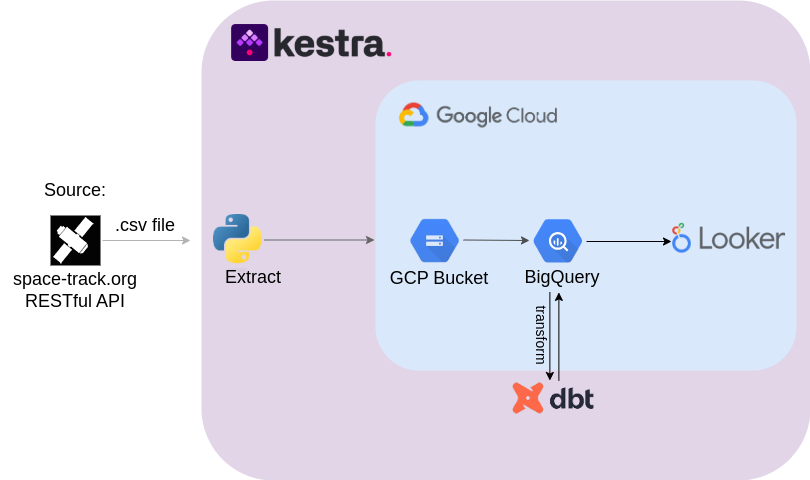 kestra.
Google Cloud
Source:
.csv file
space-track.org
RESTful API
Extract
GCP Bucket
BigQuery
Looker
transform
dbt